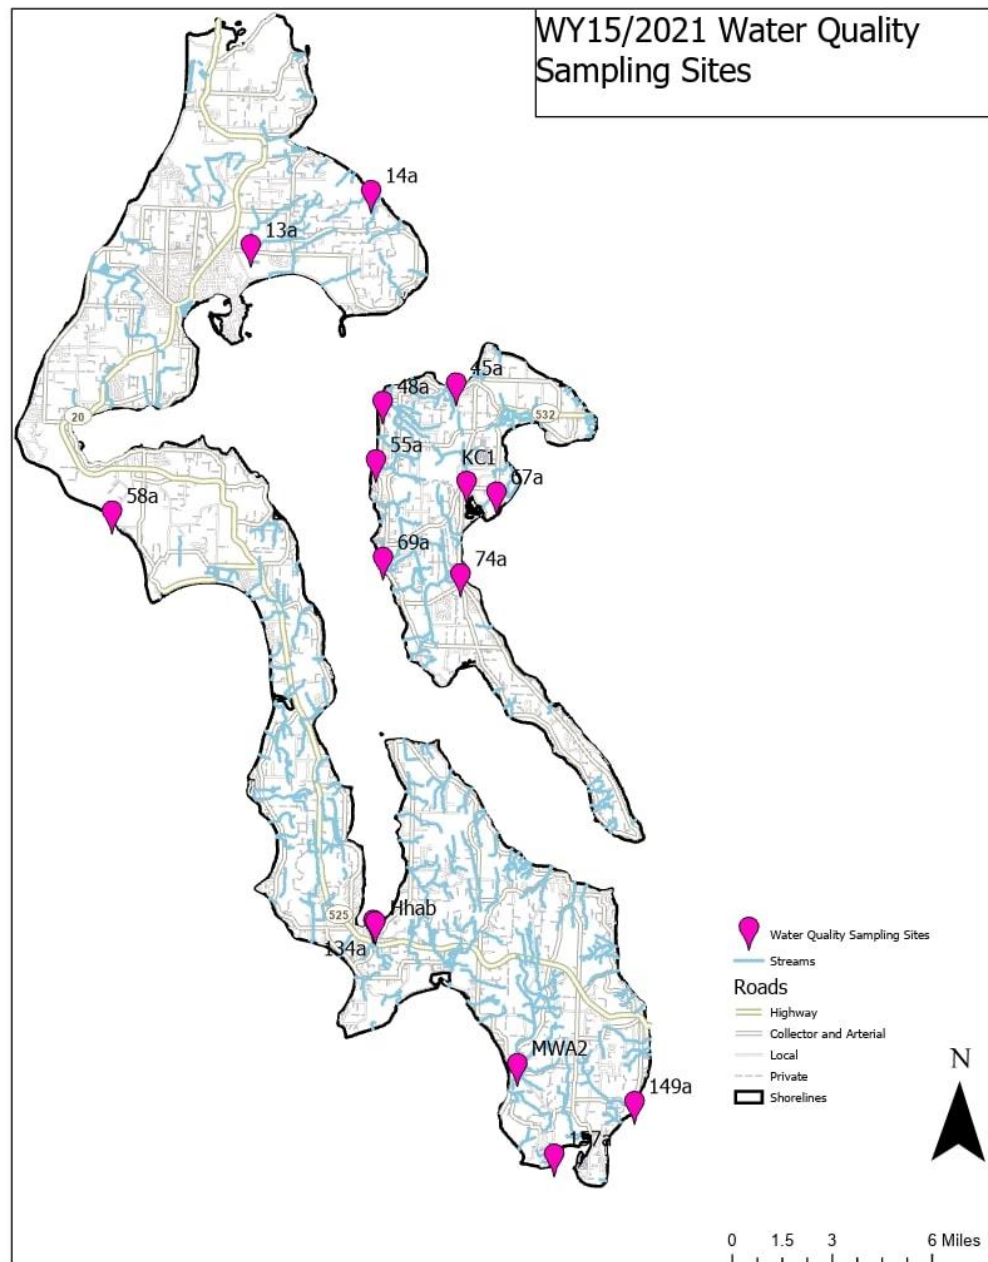 WY15/2021 Water Quality
Sampling Sites
14a
13a
45a
48a
20
532
55a
KC1
67a
58a
69a
74a
Hhab
525
134a
Water Quality Sampling Sites
Streams
Roads
Highway
Collector and Arterial
Local
Private
Shorelines
N
MWA2
149a
157a
0 1.5 3 6 Miles